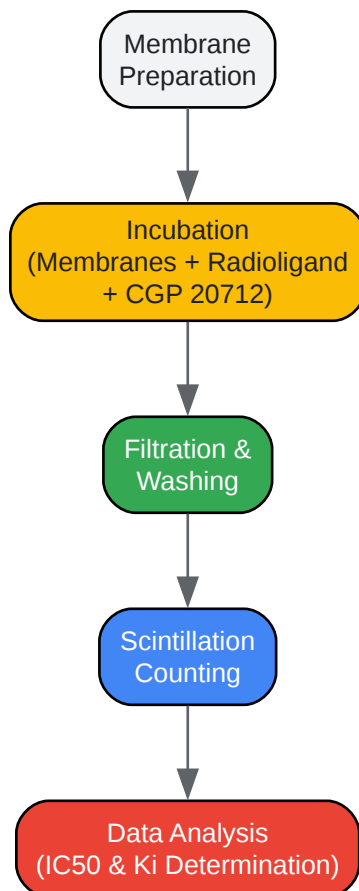 Membrane
Preparation
Incubation
(Membranes + Radioligand
+ CGP 20712)
Filtration &
Washing
Scintillation
Counting
Data Analysis
(IC50 & Ki Determination)